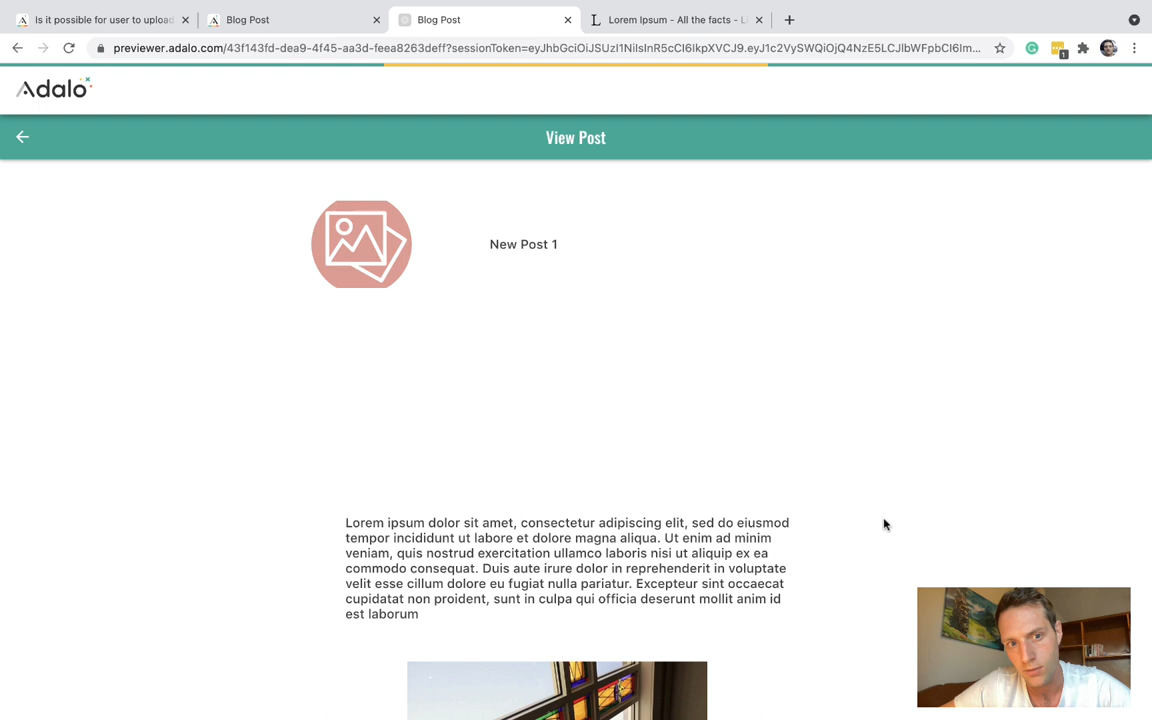 Is it possible for user to upload
Blog Post
Blog Post
Lorem Ipsum - All the facts - L
previewer.adalo.com/43f143fd-dea9-4f45-aa3d-feea8263deff?sessionToken=eyJhbGciOiJSUzI1NiIsInR5cCI6IkpXVCJ9.eyJ1c2VySWQiOjQ4NzE5LCJlbWFpbCI6Im...
1
Adalo
View Post
New Post 1
Lorem ipsum dolor sit amet, consectetur adipiscing elit, sed do eiusmod
tempor incididunt ut labore et dolore magna aliqua. Ut enim ad minim
veniam, quis nostrud exercitation ullamco laboris nisi ut aliquip ex ea
commodo consequat. Duis aute irure dolor in reprehenderit in voluptate
velit esse cillum dolore eu fugiat nulla pariatur. Excepteur sint occaecat
cupidatat non proident, sunt in culpa qui officia deserunt mollit anim id
est laborum